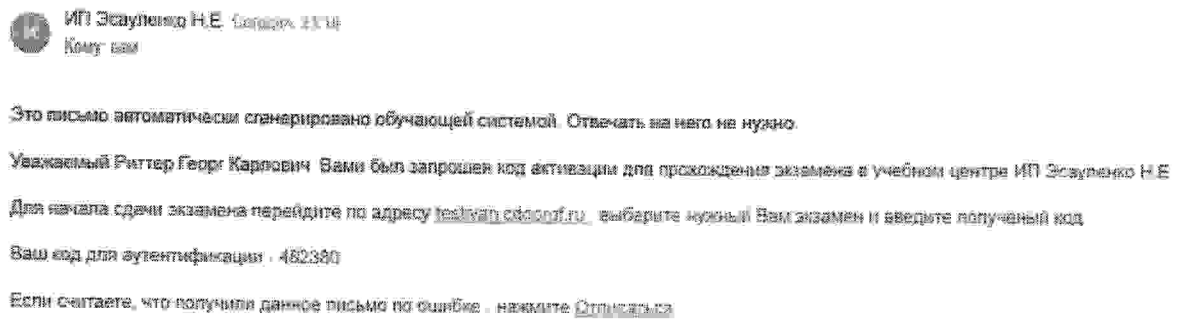 ИП Эсауленко Н.Е. Сегодня,
Кому: вам
Это письмо автоматически сгенерировано обучающей системой. Отвечать на него не нужно.
Уважаемый Риттер Георг Карлович Вами был запрошен код активации для прохождения экзамена в учебном центре ИП Эсауленко Н.Е
Для начала сдачи экзамена перейдите по адресу выберите нужный Вам экзамен и введите полученый код
Ваш код для аутентификации - 482380
Если считаете, что получили данное письмо по ошибке , нажмите Отписаться